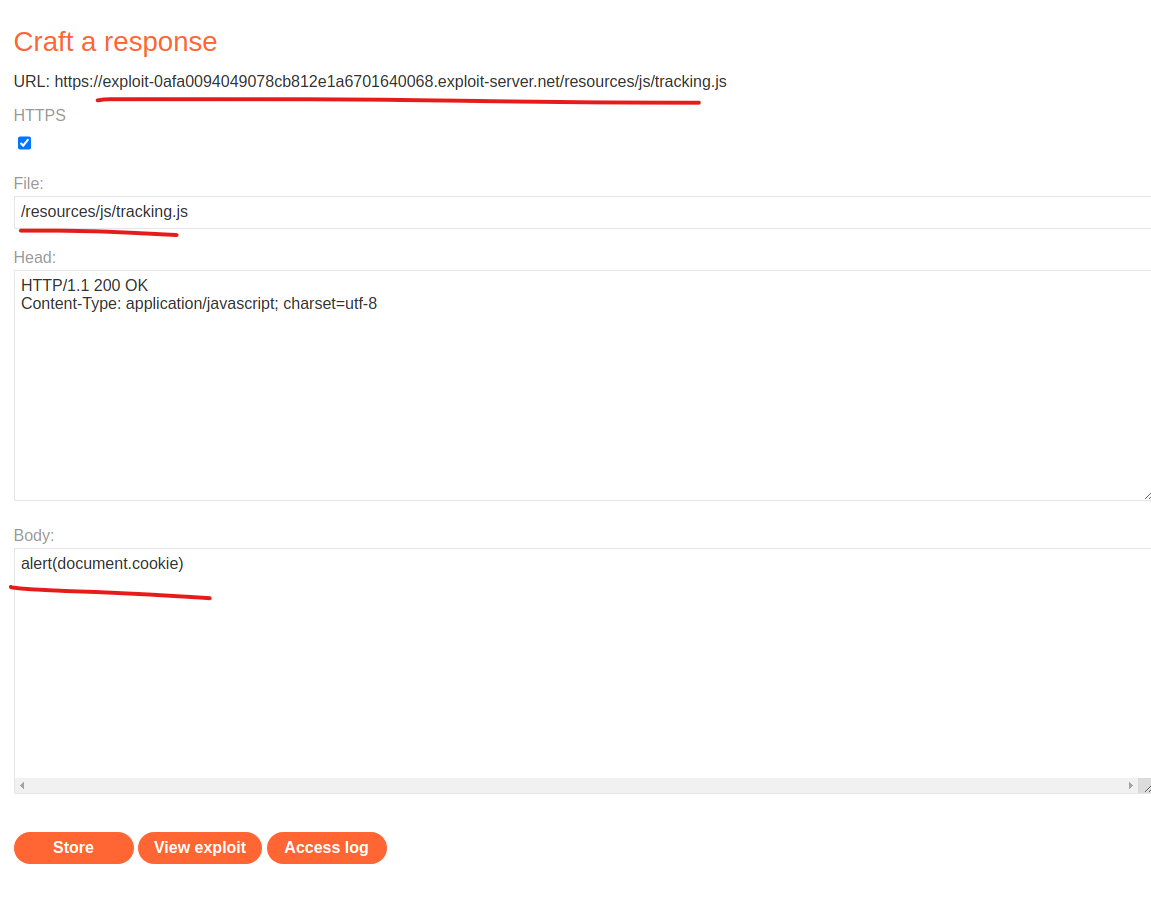 Craft a response
URL: https://exploit-0afa0094049078cb812e1a6701640068.exploit-server.net/resources/js/tracking.js
HTTPS
File:
/resources/js/tracking.js
Head:
HTTP/1.1 200 OK
Content-Type: application/javascript; charset=utf-8
Body:
alert(document.cookie)
Store View exploit Access log